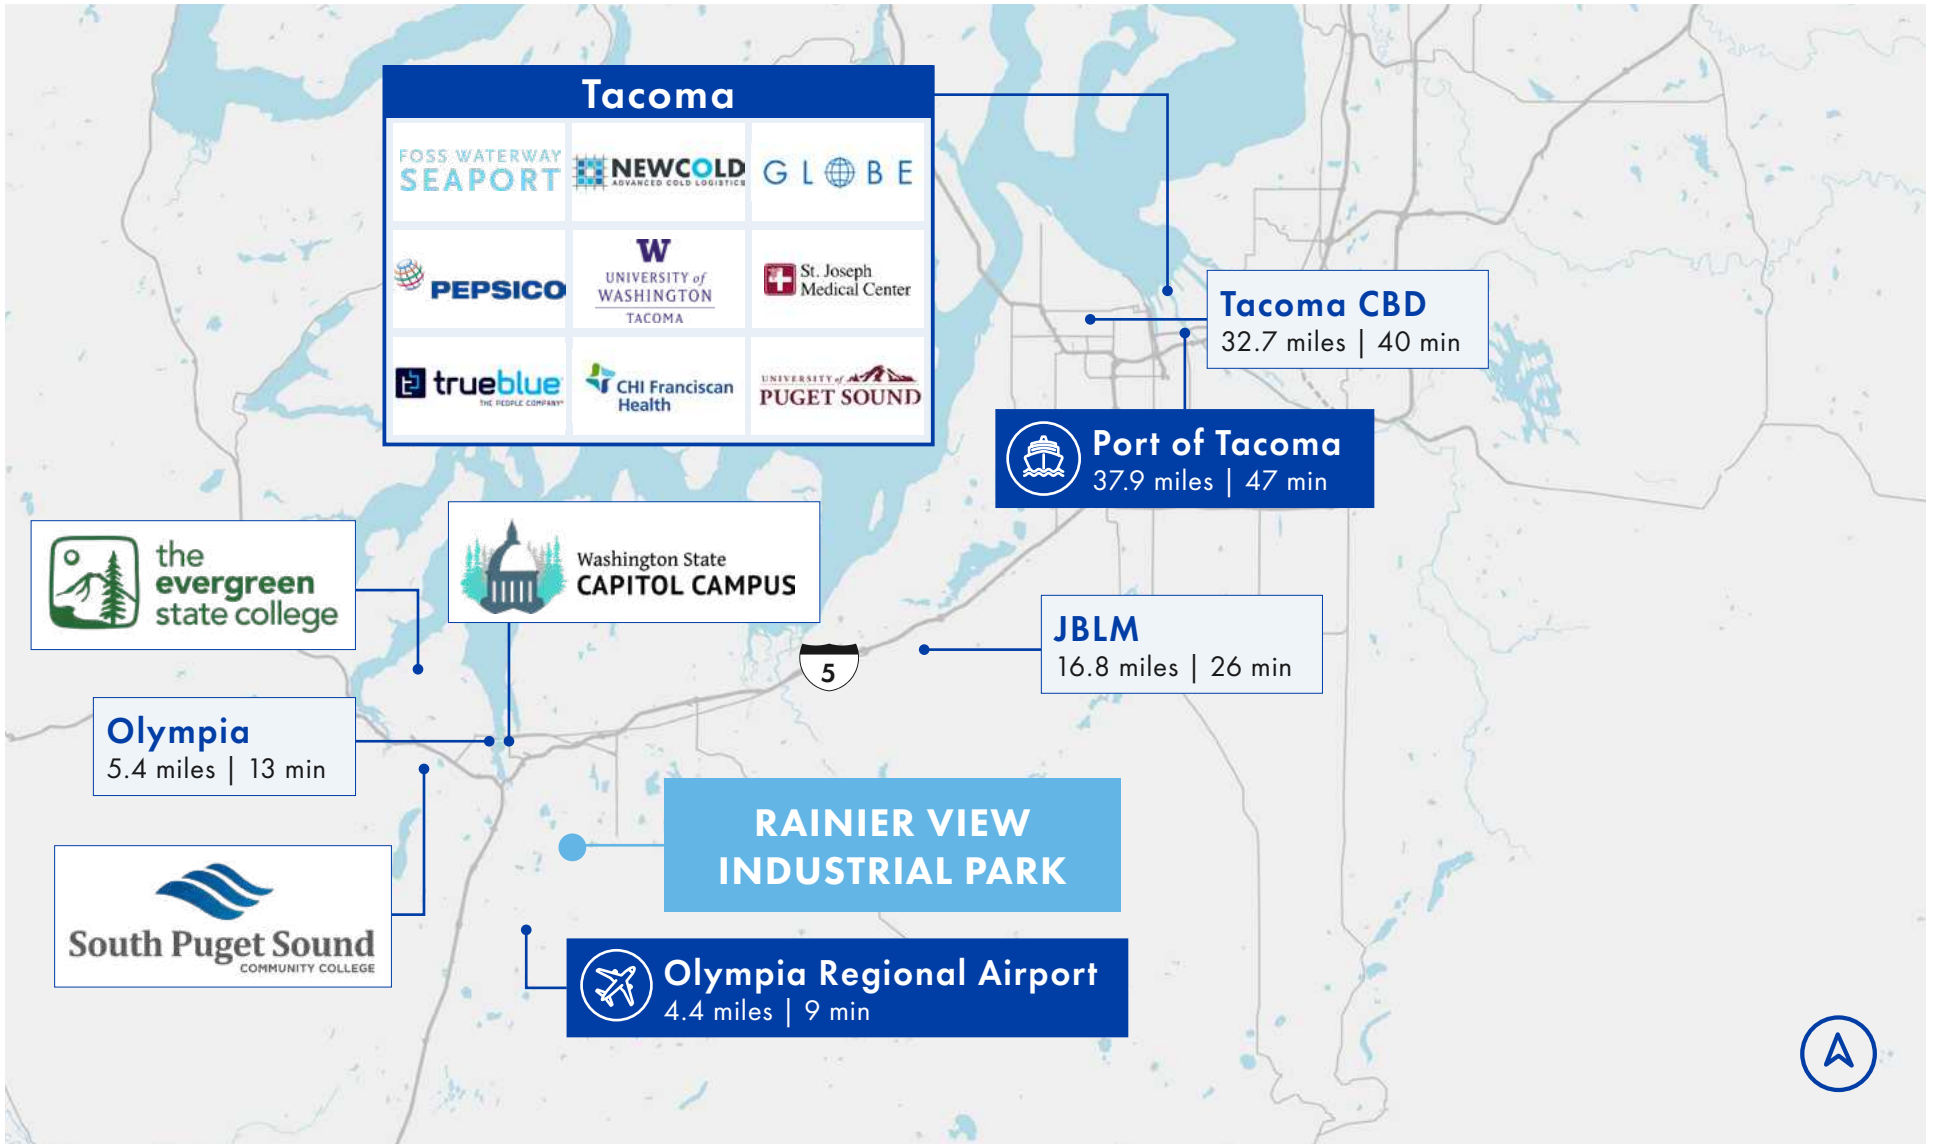 Tacoma
FOSS WATERWAY
SEAPORT
NEWCOLD
ADVANCED COLD LOGISTICS
GLOBE
PEPSICO
W
UNIVERSITY of
WASHINGTON
TACOMA
St. Joseph
Medical Center
trueblue
THE PEOPLE COMPANY
CHI Franciscan
Health
UNIVERSITY of
PUGET SOUND
Tacoma CBD
32.7 miles | 40 min
Port of Tacoma
37.9 miles | 47 min
the
evergreen
state college
Washington State
CAPITOL CAMPUS
JBLM
16.8 miles | 26 min
5
Olympia
5.4 miles | 13 min
RAINIER VIEW
INDUSTRIAL PARK
South Puget Sound
COMMUNITY COLLEGE
Olympia Regional Airport
4.4 miles | 9 min